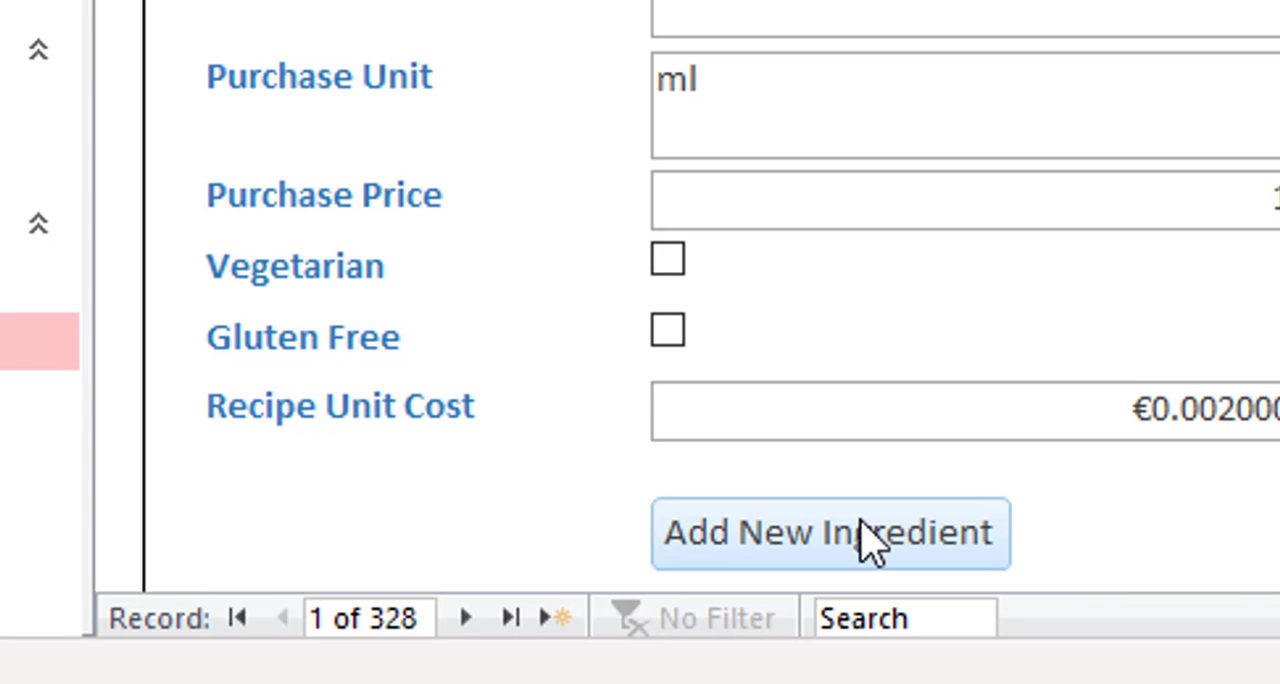 Purchase Unit ml
Purchase Price
Vegetarian
Gluten Free
Recipe Unit Cost €0.002000
Add New Ingredient
Record: 1 of 328 No Filter Search